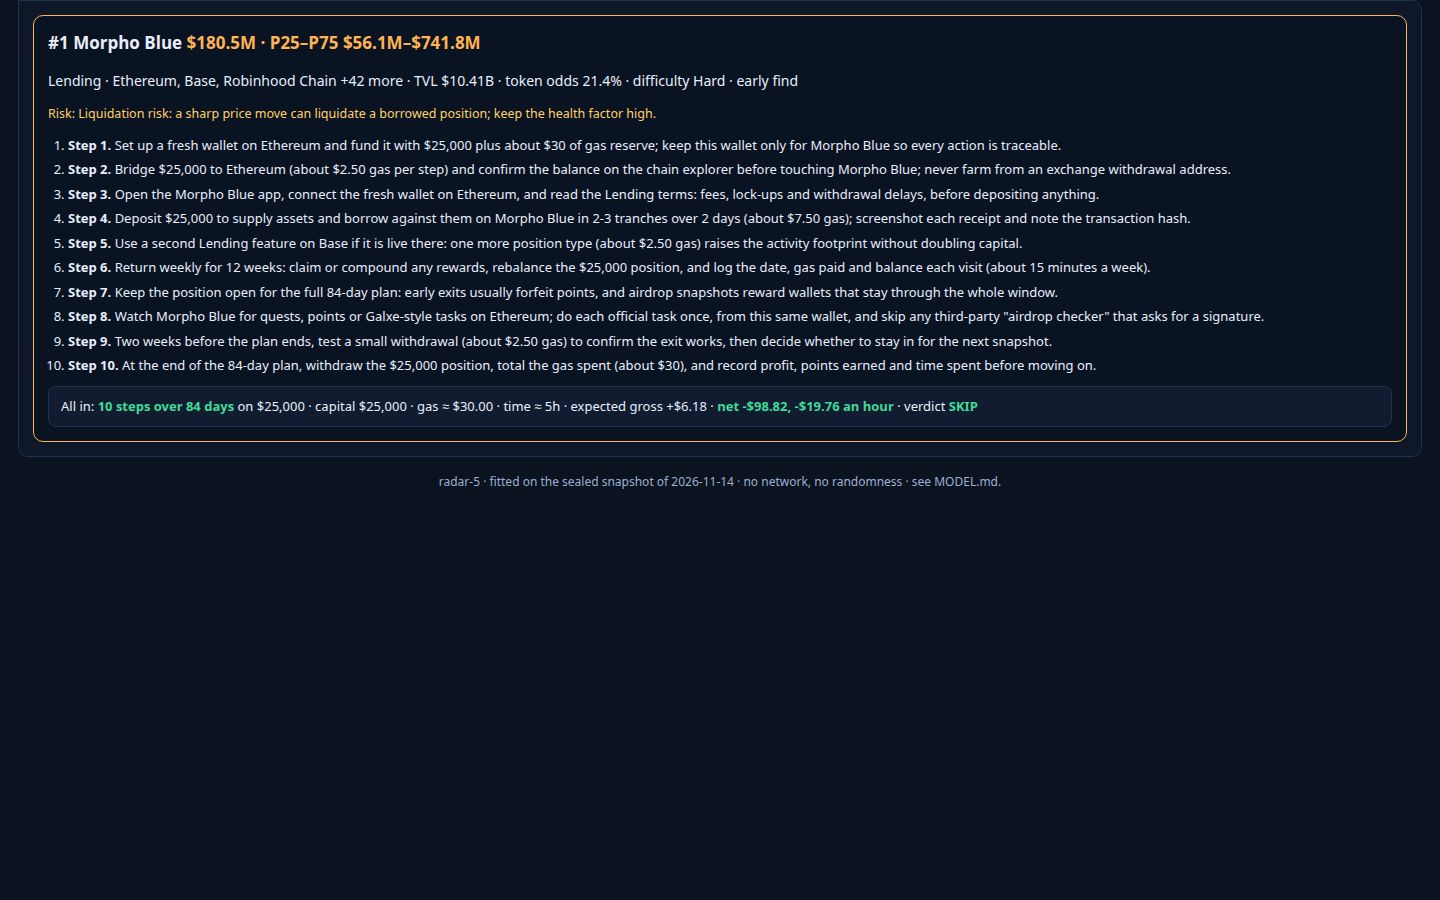 #1 Morpho Blue $180.5M · P25–P75 $56.1M–$741.8M
Lending · Ethereum, Base, Robinhood Chain +42 more · TVL $10.41B · token odds 21.4% · difficulty Hard · early find
Risk: Liquidation risk: a sharp price move can liquidate a borrowed position; keep the health factor high.
1. Step 1. Set up a fresh wallet on Ethereum and fund it with $25,000 plus about $30 of gas reserve; keep this wallet only for Morpho Blue so every action is traceable.
2. Step 2. Bridge $25,000 to Ethereum (about $2.50 gas per step) and confirm the balance on the chain explorer before touching Morpho Blue; never farm from an exchange withdrawal address.
3. Step 3. Open the Morpho Blue app, connect the fresh wallet on Ethereum, and read the Lending terms: fees, lock-ups and withdrawal delays, before depositing anything.
4. Step 4. Deposit $25,000 to supply assets and borrow against them on Morpho Blue in 2-3 tranches over 2 days (about $7.50 gas); screenshot each receipt and note the transaction hash.
5. Step 5. Use a second Lending feature on Base if it is live there: one more position type (about $2.50 gas) raises the activity footprint without doubling capital.
6. Step 6. Return weekly for 12 weeks: claim or compound any rewards, rebalance the $25,000 position, and log the date, gas paid and balance each visit (about 15 minutes a week).
7. Step 7. Keep the position open for the full 84-day plan: early exits usually forfeit points, and airdrop snapshots reward wallets that stay through the whole window.
8. Step 8. Watch Morpho Blue for quests, points or Galxe-style tasks on Ethereum; do each official task once, from this same wallet, and skip any third-party "airdrop checker" that asks for a signature.
9. Step 9. Two weeks before the plan ends, test a small withdrawal (about $2.50 gas) to confirm the exit works, then decide whether to stay in for the next snapshot.
10. Step 10. At the end of the 84-day plan, withdraw the $25,000 position, total the gas spent (about $30), and record profit, points earned and time spent before moving on.
All in: 10 steps over 84 days on $25,000 · capital $25,000 · gas ≈ $30.00 · time ≈ 5h · expected gross +$6.18 · net -$98.82, -$19.76 an hour · verdict SKIP
radar-5 · fitted on the sealed snapshot of 2026-11-14 · no network, no randomness · see MODEL.md.